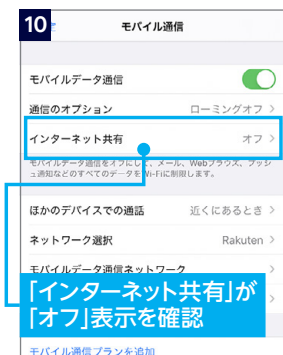 10
モバイル通信
モバイルデータ通信
通信のオプション ローミングオフ >
インターネット共有 オフ >
モバイルデータ通信をオフにして、メール、Webブラウズ、プッシ
ュ通知などのすべてのデータをWi-Fiに制限します。
ほかのデバイスでの通話 近くにあるとき >
ネットワーク選択 Rakuten >
モバイルデータ通信ネットワーク >
「インターネット共有」が
「オフ」表示を確認
モバイル通信プランを追加